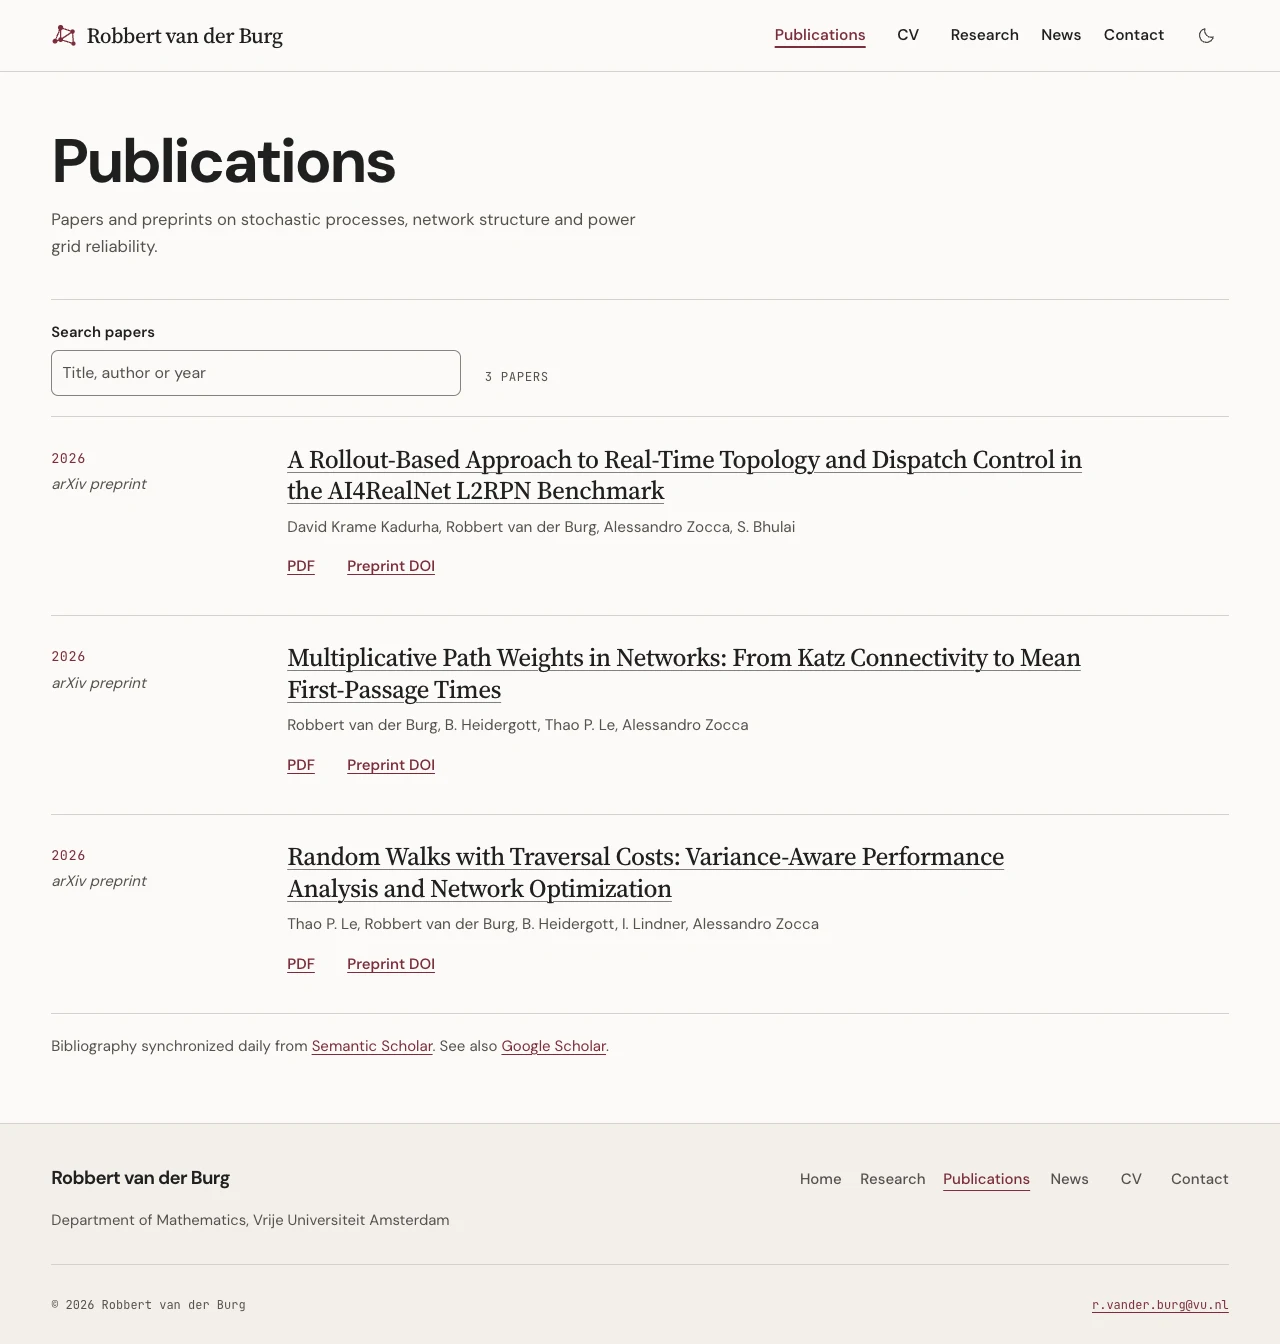 Robbert van der Burg
Publications CV Research News Contact
Publications
Papers and preprints on stochastic processes, network structure and power
grid reliability.
Search papers
Title, author or year
3 PAPERS
2026
arXiv preprint
A Rollout-Based Approach to Real-Time Topology and Dispatch Control in
the AI4RealNet L2RPN Benchmark
David Krame Kadurha, Robbert van der Burg, Alessandro Zocca, S. Bhulai
PDF Preprint DOI
2026
arXiv preprint
Multiplicative Path Weights in Networks: From Katz Connectivity to Mean
First-Passage Times
Robbert van der Burg, B. Heidergott, Thao P. Le, Alessandro Zocca
PDF Preprint DOI
2026
arXiv preprint
Random Walks with Traversal Costs: Variance-Aware Performance
Analysis and Network Optimization
Thao P. Le, Robbert van der Burg, B. Heidergott, I. Lindner, Alessandro Zocca
PDF Preprint DOI
Bibliography synchronized daily from Semantic Scholar. See also Google Scholar.
Robbert van der Burg
Home Research Publications News CV Contact
Department of Mathematics, Vrije Universiteit Amsterdam
© 2026 Robbert van der Burg
r.vander.burg@vu.nl